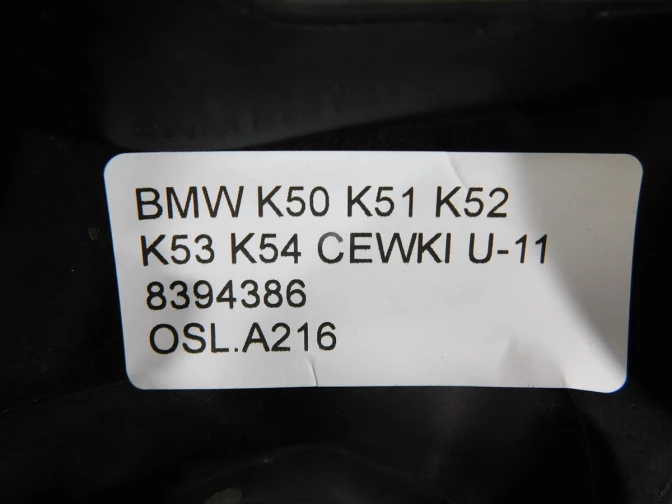 BMW K50 K51 K52
K53 K54 CEWKI U-11
8394386
OSL.A216